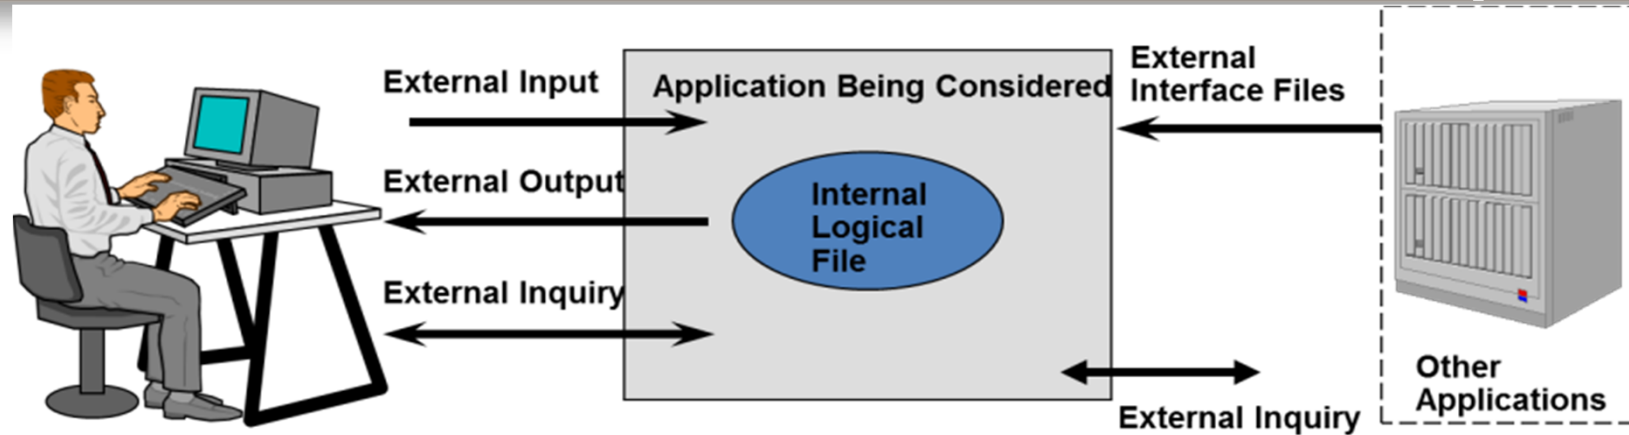 External Input
External Output
External Inquiry
Application Being Considered
Internal
Logical
File
External
Interface Files
External Inquiry
Other
Applications